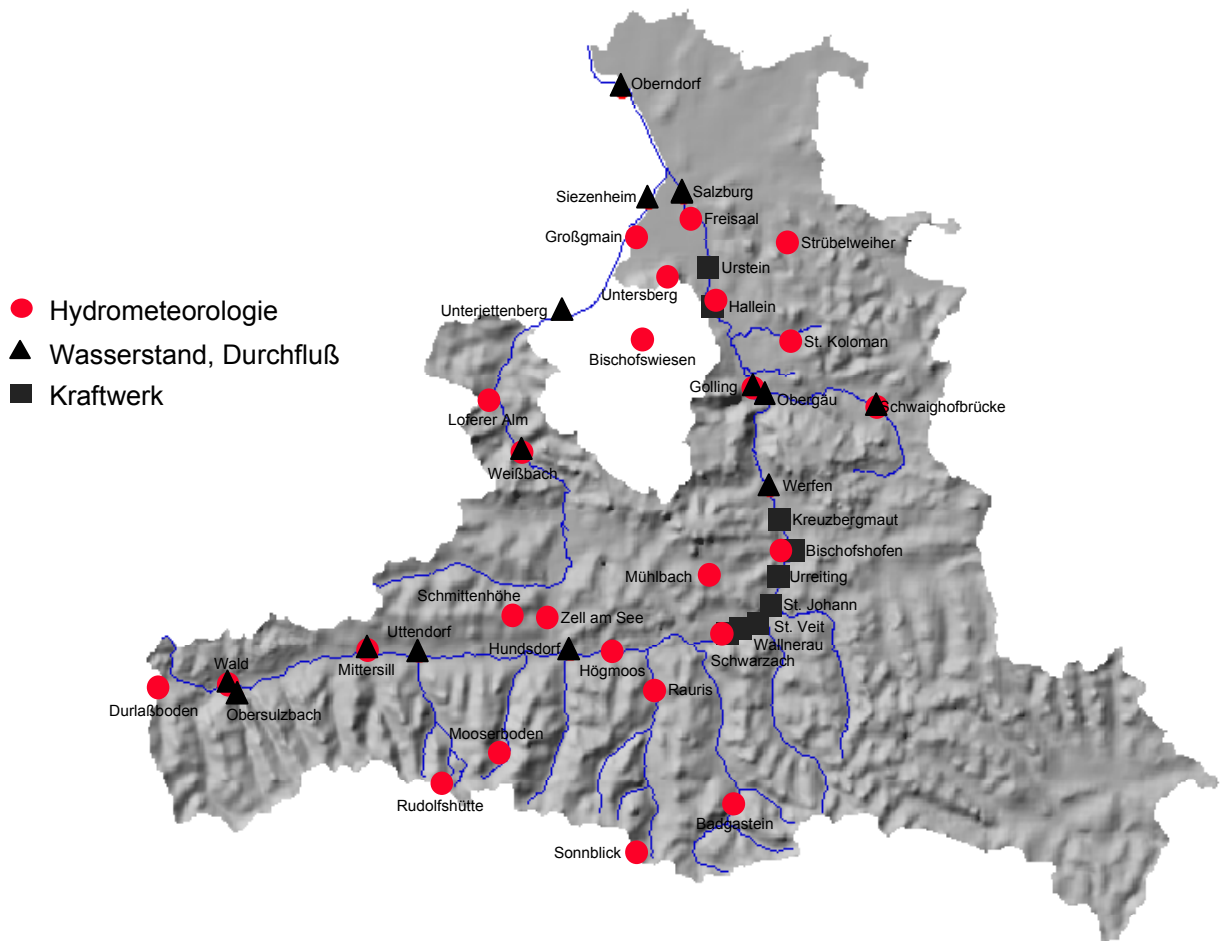 Oberndorf
Siezenheim
Salzburg
Freisaal
Großgmain
Strübelweiher
Urstein
Untersberg
Hallein
Hydrometeorologie
Unterjettenberg
Wasserstand, Durchfluß
St. Koloman
Bischofswiesen
Kraftwerk
Golling
Obergäu
Schwaighofbrücke
Loferer Alm
Weißbach
Werfen
Kreuzbergmaut
Bischofshofen
Mühlbach
Urreiting
Schmittenhöhe
St. Johann
Zell am See
St. Veit
Uttendorf
Hundsdorf
Wallnerau
Wald
Mittersill
Högmoos
Schwarzach
Rauris
Durlaßboden
Obersulzbach
Mooserboden
Rudolfshütte
Badgastein
Sonnblick